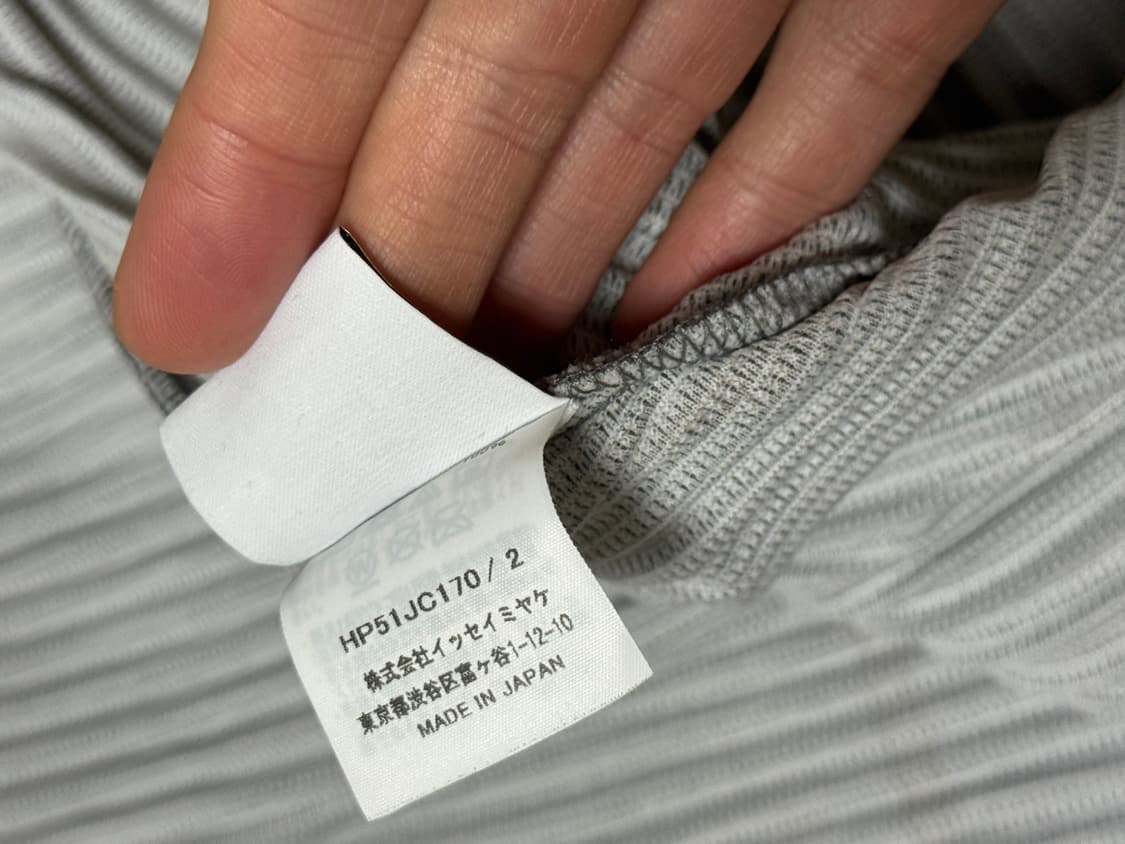 HP51JC170 / 2
株式会社イッセイミヤケ
東京都渋谷区富ヶ谷1-12-10
MADE IN JAPAN